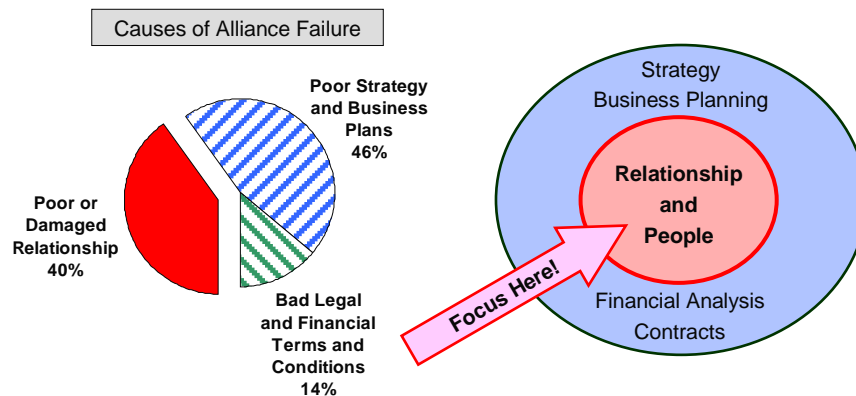 Causes of Alliance Failure
Poor Strategy
and Business
Plans
46%
Poor or
Damaged
Relationship
40%
Bad Legal
and Financial
Terms and
Conditions
14%
Focus Here!
Strategy
Business Planning
Relationship
and
People
Financial Analysis
Contracts